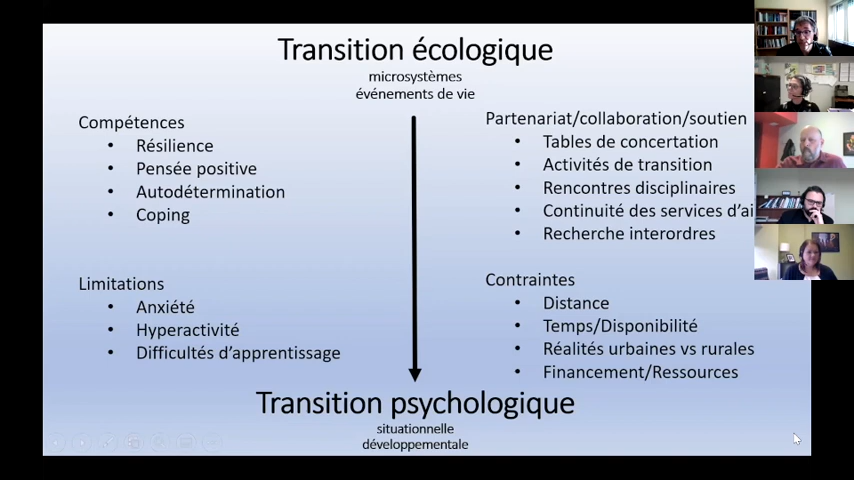 Transition écologique
microsystèmes
événements de vie
Compétences
• Résilience
• Pensée positive
• Autodétermination
• Coping
Limitations
• Anxiété
• Hyperactivité
• Difficultés d'apprentissage
Partenariat/collaboration/soutien
• Tables de concertation
• Activités de transition
• Rencontres disciplinaires
• Continuité des services d'ai
• Recherche interordres
Contraintes
• Distance
• Temps/Disponibilité
• Réalités urbaines vs rurales
• Financement/Ressources
Transition psychologique
situationnelle
développementale